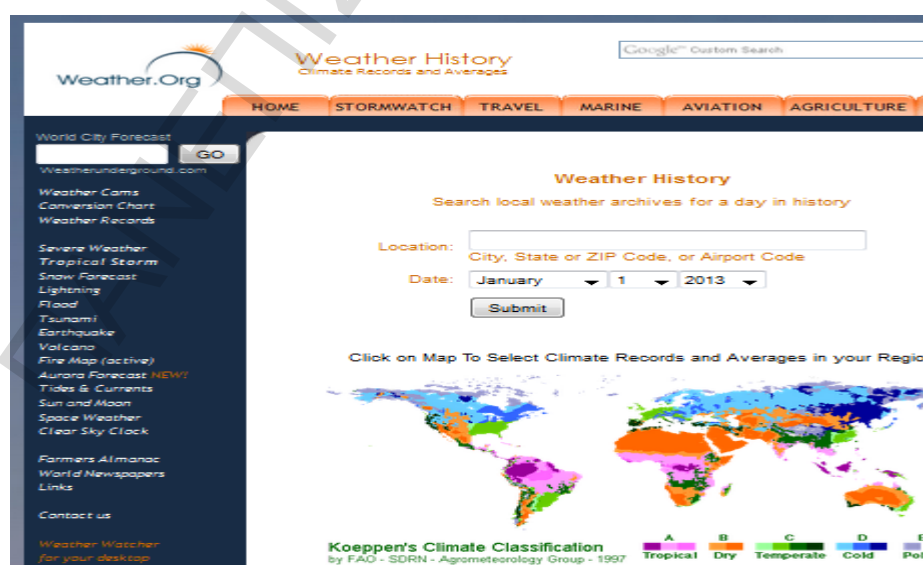 Weather.Org
Weather History
Climate Records and Averages
Google™ Custom Search
HOME STORMWATCH TRAVEL MARINE AVIATION AGRICULTURE
World City Forecast
GO
Weatherunderground.com
Weather Cams
Conversion Chart
Weather Records
Severe Weather
Tropical Storm
Snow Forecast
Lightning
Flood
Tsunami
Earthquake
Volcano
Fire Map (active)
Aurora Forecast NEW!
Tides & Currents
Sun and Moon
Space Weather
Clear Sky Clock
Farmers Almanac
World Newspapers
Links
Contact us
Weather Watcher
for your desktop
Weather History
Search local weather archives for a day in history
Location:
City, State or ZIP Code, or Airport Code
Date: January 1 2013
Submit
Click on Map To Select Climate Records and Averages in your Regio
Koeppen's Climate Classification
by FAO - SDRN - Agrometeorology Group - 1997
A B C D E
Tropical Dry Temperate Cold Pol